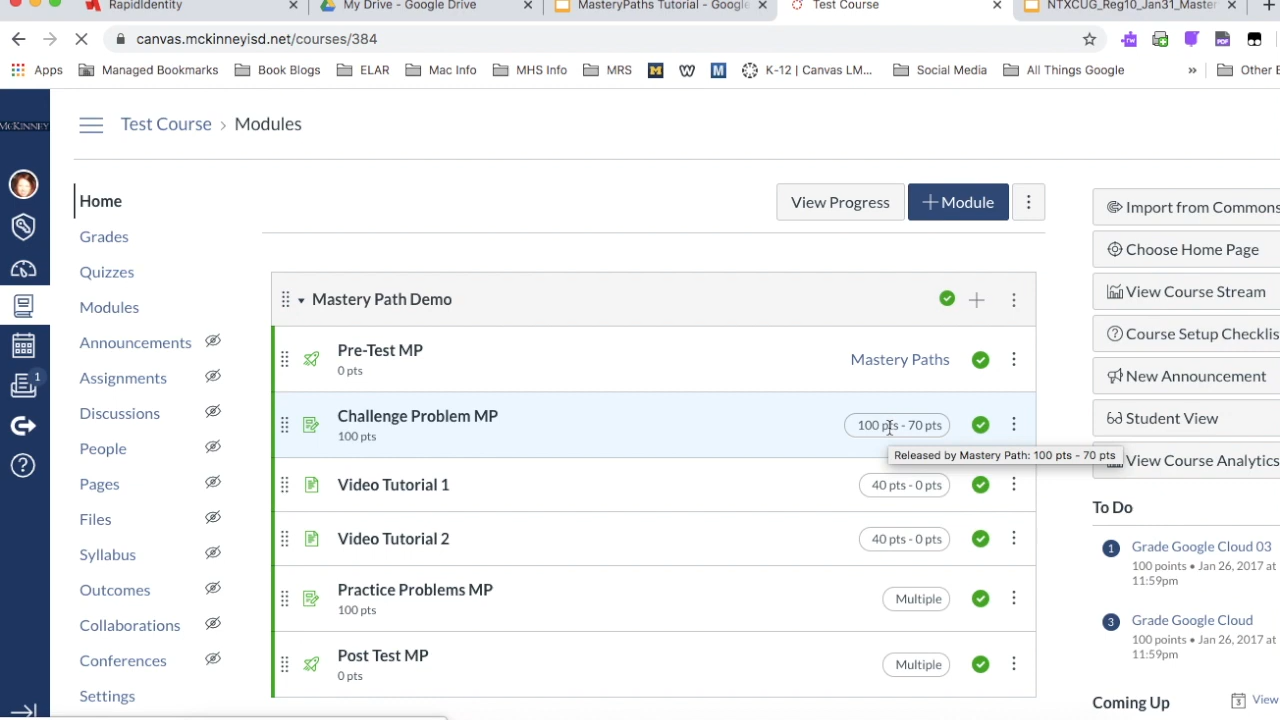 RapidIdentity
My Drive - Google Drive
MasteryPaths Tutorial - Google
Test Course
NTXCUG_Reg10_Jan31_Master
canvas.mckinneyisd.net/courses/384
Apps
Managed Bookmarks
Book Blogs
ELAR
Mac Info
MHS Info
MRS
K-12 | Canvas LM...
Social Media
All Things Google
»
Other B
MCKINNEY
Test Course › Modules
Home
Grades
Quizzes
Modules
Announcements
Assignments
Discussions
People
Pages
Files
Syllabus
Outcomes
Collaborations
Conferences
Settings
1
View Progress
+ Module
Mastery Path Demo
Pre-Test MP
0 pts
Mastery Paths
Challenge Problem MP
100 pts
100 pts - 70 pts
Released by Mastery Path: 100 pts - 70 pts
Video Tutorial 1
40 pts - 0 pts
Video Tutorial 2
40 pts - 0 pts
Practice Problems MP
100 pts
Multiple
Post Test MP
0 pts
Multiple
Import from Commons
Choose Home Page
View Course Stream
Course Setup Checklis
New Announcement
Student View
View Course Analytics
To Do
1 Grade Google Cloud 03
100 points • Jan 26, 2017 at
11:59pm
3 Grade Google Cloud
100 points • Jan 26, 2017 at
11:59pm
Coming Up
View